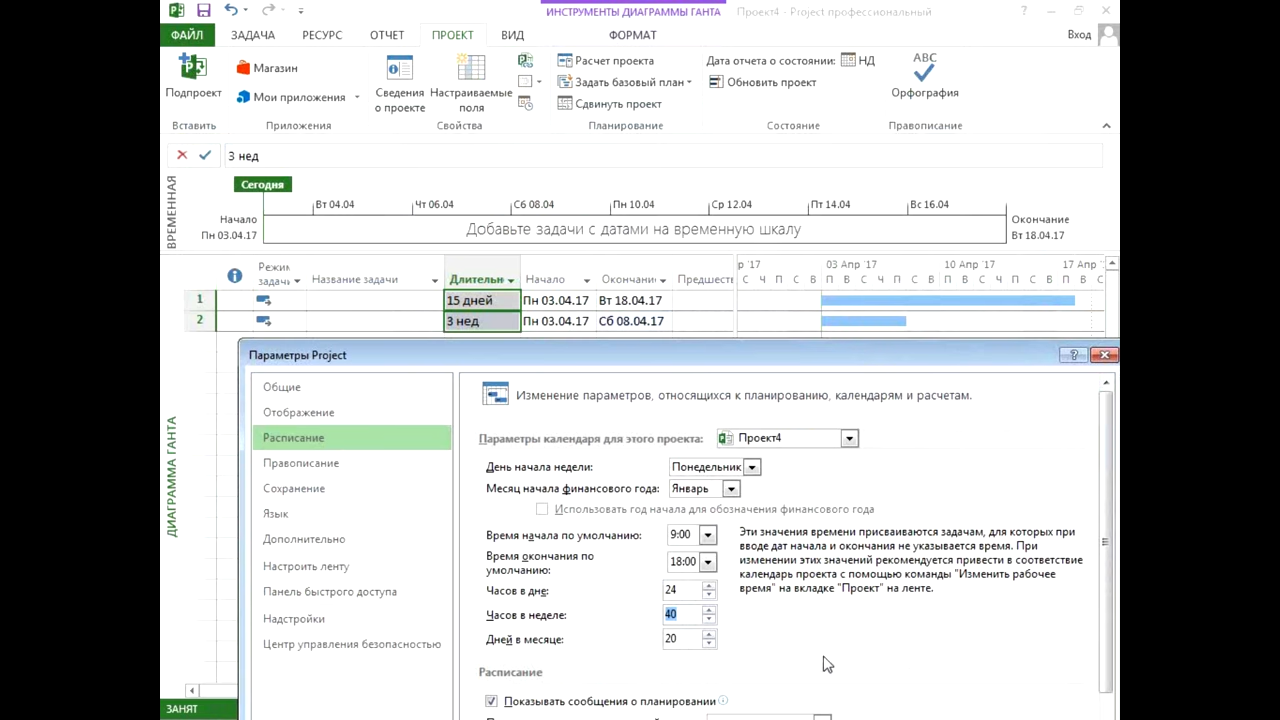 ИНСТРУМЕНТЫ ДИАГРАММЫ ГАНТА
Проект4 - Project профессиональный
ФАЙЛ ЗАДАЧА РЕСУРС ОТЧЕТ ПРОЕКТ ВИД ФОРМАТ Вход
Подпроект
Магазин
Мои приложения
Сведения о проекте
Настраиваемые поля
Расчет проекта
Задать базовый план
Сдвинуть проект
Дата отчета о состоянии: НД
Обновить проект
ABC
Орфография
Вставить Приложения Свойства Планирование Состояние Правописание
3 нед
ВРЕМЕННАЯ
Сегодня
Вт 04.04 Чт 06.04 Сб 08.04 Пн 10.04 Ср 12.04 Пт 14.04 Вс 16.04
Начало
Пн 03.04.17
Добавьте задачи с датами на временную шкалу
Окончание
Вт 18.04.17
Режим задачи Название задачи Длительн Начало Окончани Предшеств
р '17 03 Апр '17 10 Апр '17 17 Апр '
С Ч П С В П В С Ч П С В П В С Ч П С В П В С
1 15 дней Пн 03.04.17 Вт 18.04.17
2 3 нед Пн 03.04.17 Сб 08.04.17
ДИАГРАММА ГАНТА
ЗАНЯТ
Параметры Project
Общие
Отображение
Расписание
Правописание
Сохранение
Язык
Дополнительно
Настроить ленту
Панель быстрого доступа
Надстройки
Центр управления безопасностью
Изменение параметров, относящихся к планированию, календарям и расчетам.
Параметры календаря для этого проекта: Проект4
День начала недели: Понедельник
Месяц начала финансового года: Январь
Использовать год начала для обозначения финансового года
Время начала по умолчанию: 9:00
Время окончания по умолчанию: 18:00
Часов в дне: 24
Часов в неделе: 40
Дней в месяце: 20
Эти значения времени присваиваются задачам, для которых при
вводе дат начала и окончания не указывается время. При
изменении этих значений рекомендуется привести в соответствие
календарь проекта с помощью команды "Изменить рабочее
время" на вкладке "Проект" на ленте.
Расписание
Показывать сообщения о планировании